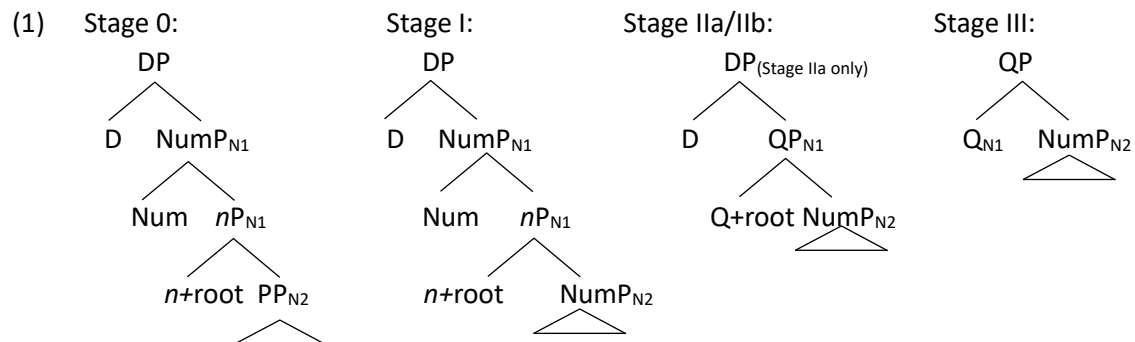 (1) Stage 0: Stage I: Stage IIa/IIb: Stage III:
DP DP DP(Stage IIa only) QP
D NumPN1 D NumPN1 D QPN1 QN1 NumPN2
Num nPN1 Num nPN1 Q+root NumPN2
n+root PPN2 n+root NumPN2